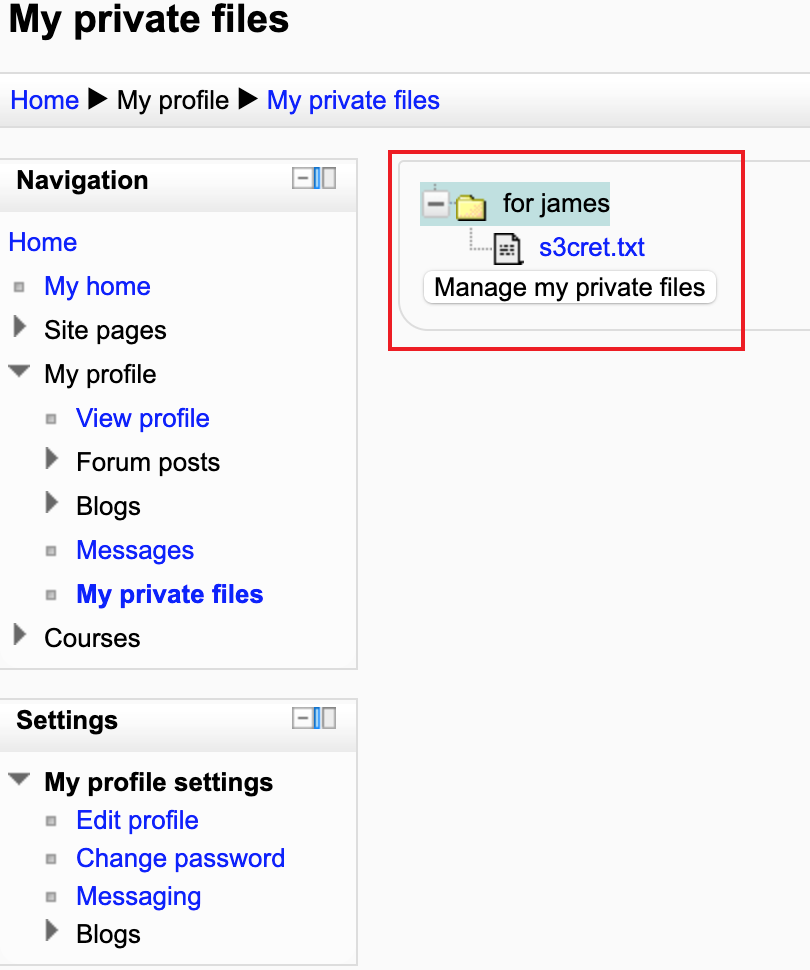 My private files
Home ▶ My profile ▶ My private files
Navigation
Home
My home
Site pages
My profile
View profile
Forum posts
Blogs
Messages
My private files
Courses
Settings
My profile settings
Edit profile
Change password
Messaging
Blogs
for james
s3cret.txt
Manage my private files